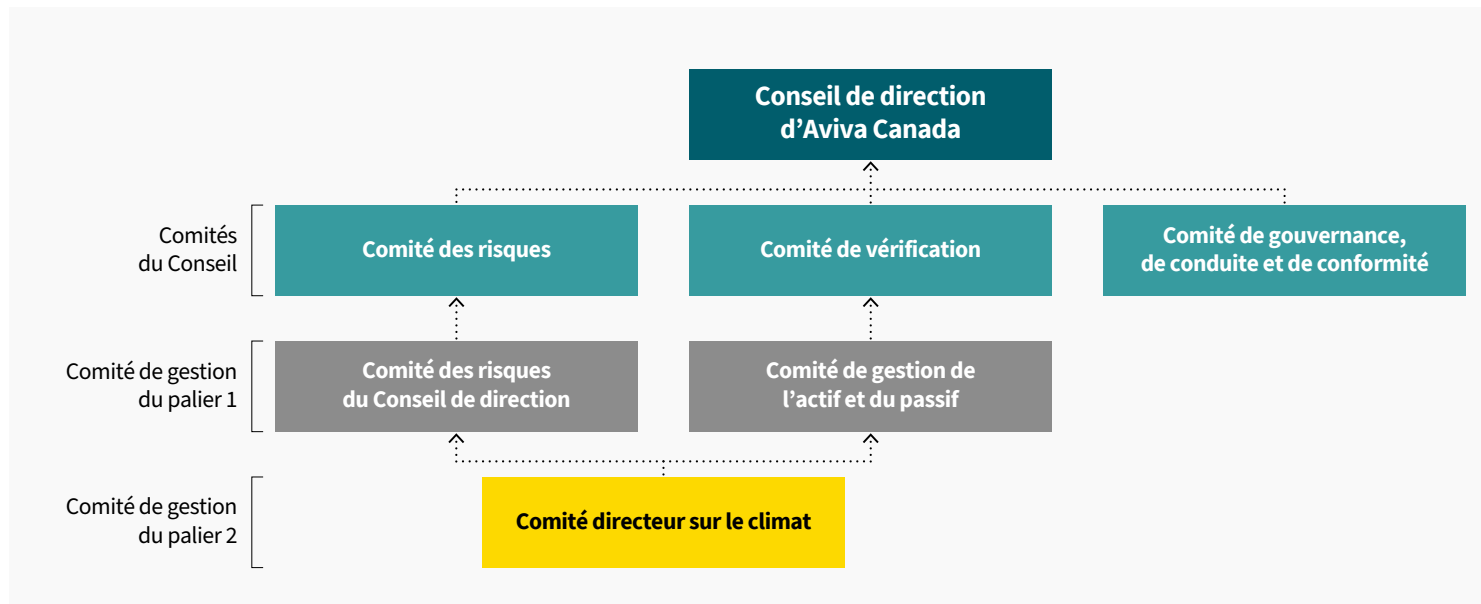 Conseil de direction
d’Aviva Canada
Comités
du Conseil
Comité des risques
Comité de vérification
Comité de gouvernance,
de conduite et de conformité
Comité de gestion
du palier 1
Comité des risques
du Conseil de direction
Comité de gestion de
l’actif et du passif
Comité de gestion
du palier 2
Comité directeur sur le climat